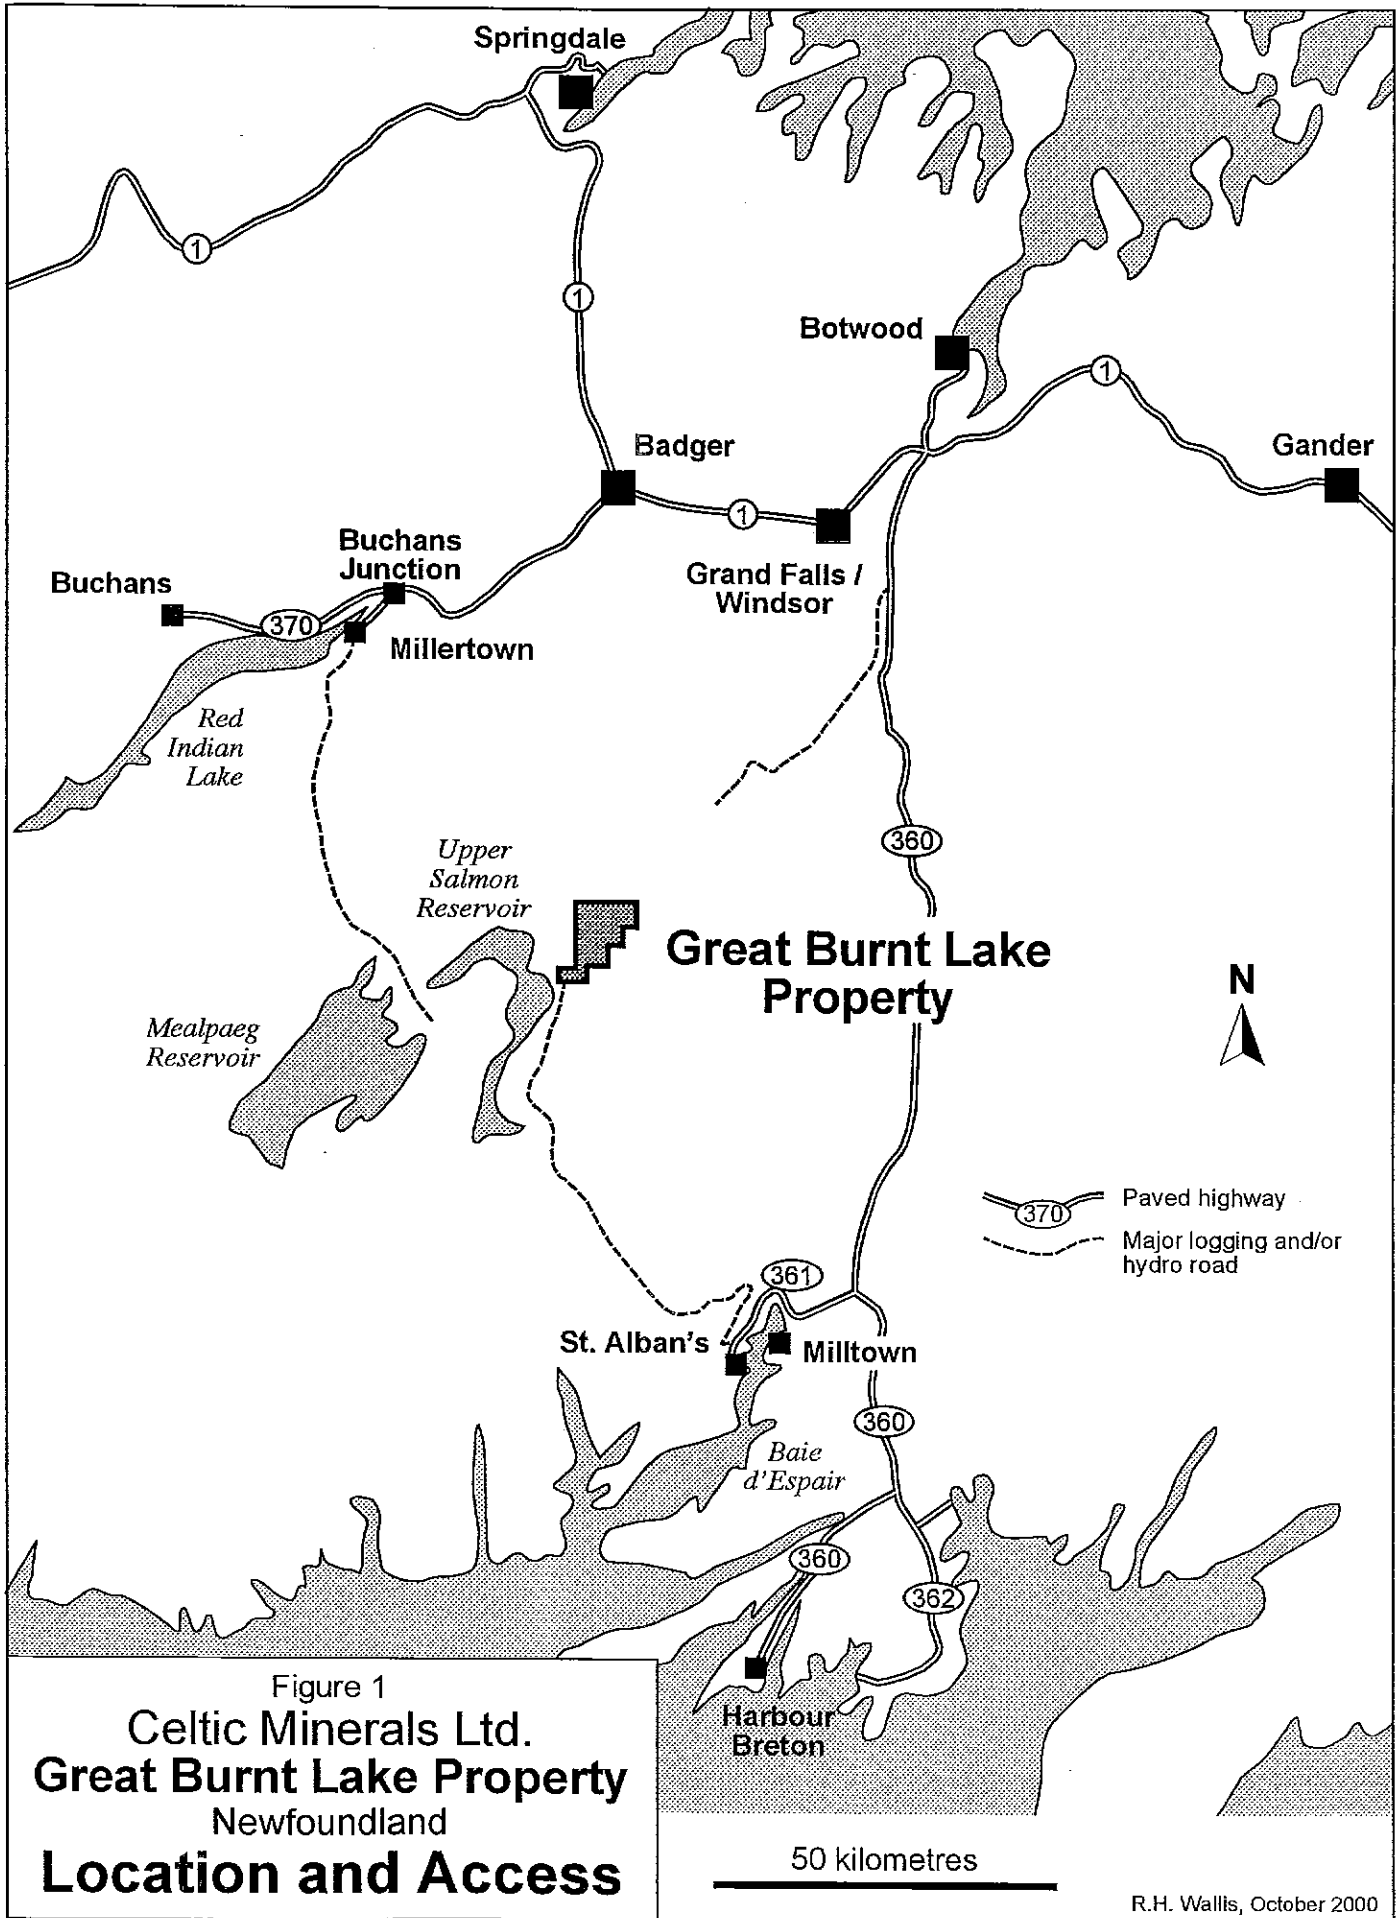 Springdale
1
1
Botwood
1
Badger
Gander
1
Buchans
Junction
Buchans
Grand Falls /
Windsor
370
Millertown
Red
Indian
Lake
360
Upper
Salmon
Reservoir
Great Burnt Lake
Property
N
Mealpaeg
Reservoir
370
Paved highway
Major logging and/or
hydro road
361
St. Alban's
Milltown
360
Baie
d'Espair
360
362
Harbour
Breton
Figure 1
Celtic Minerals Ltd.
Great Burnt Lake Property
Newfoundland
Location and Access
50 kilometres
R.H. Wallis, October 2000